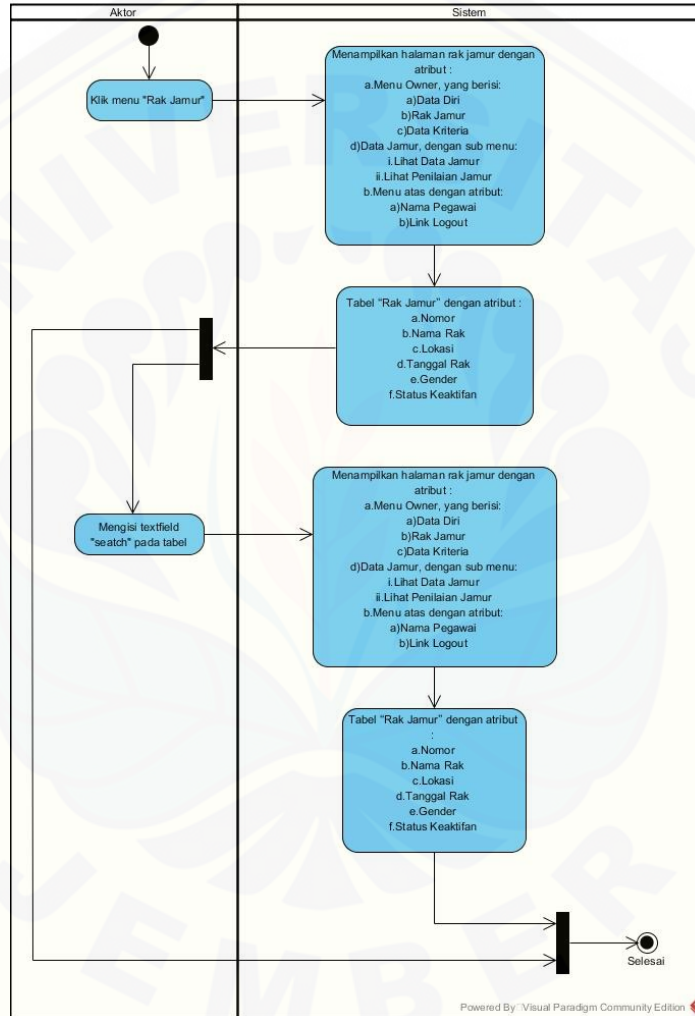 Aktor
Sistem
Klik menu "Rak Jamur"
Menampilkan halaman rak jamur dengan
atribut :
a.Menu Owner, yang berisi:
a)Data Diri
b)Rak Jamur
c)Data Kriteria
d)Data Jamur, dengan sub menu:
i.Lihat Data Jamur
ii.Lihat Penilaian Jamur
b.Menu atas dengan atribut:
a)Nama Pegawai
b)Link Logout
Tabel "Rak Jamur" dengan atribut :
a.Nomor
b.Nama Rak
c.Lokasi
d.Tanggal Rak
e.Gender
f.Status Keaktifan
Mengisi textfield
"seatch" pada tabel
Menampilkan halaman rak jamur dengan
atribut :
a.Menu Owner, yang berisi:
a)Data Diri
b)Rak Jamur
c)Data Kriteria
d)Data Jamur, dengan sub menu:
i.Lihat Data Jamur
ii.Lihat Penilaian Jamur
b.Menu atas dengan atribut:
a)Nama Pegawai
b)Link Logout
Tabel "Rak Jamur" dengan atribut
:
a.Nomor
b.Nama Rak
c.Lokasi
d.Tanggal Rak
e.Gender
f.Status Keaktifan
Selesai
Powered By Visual Paradigm Community Edition
UNIVERSITAS
JEMBER